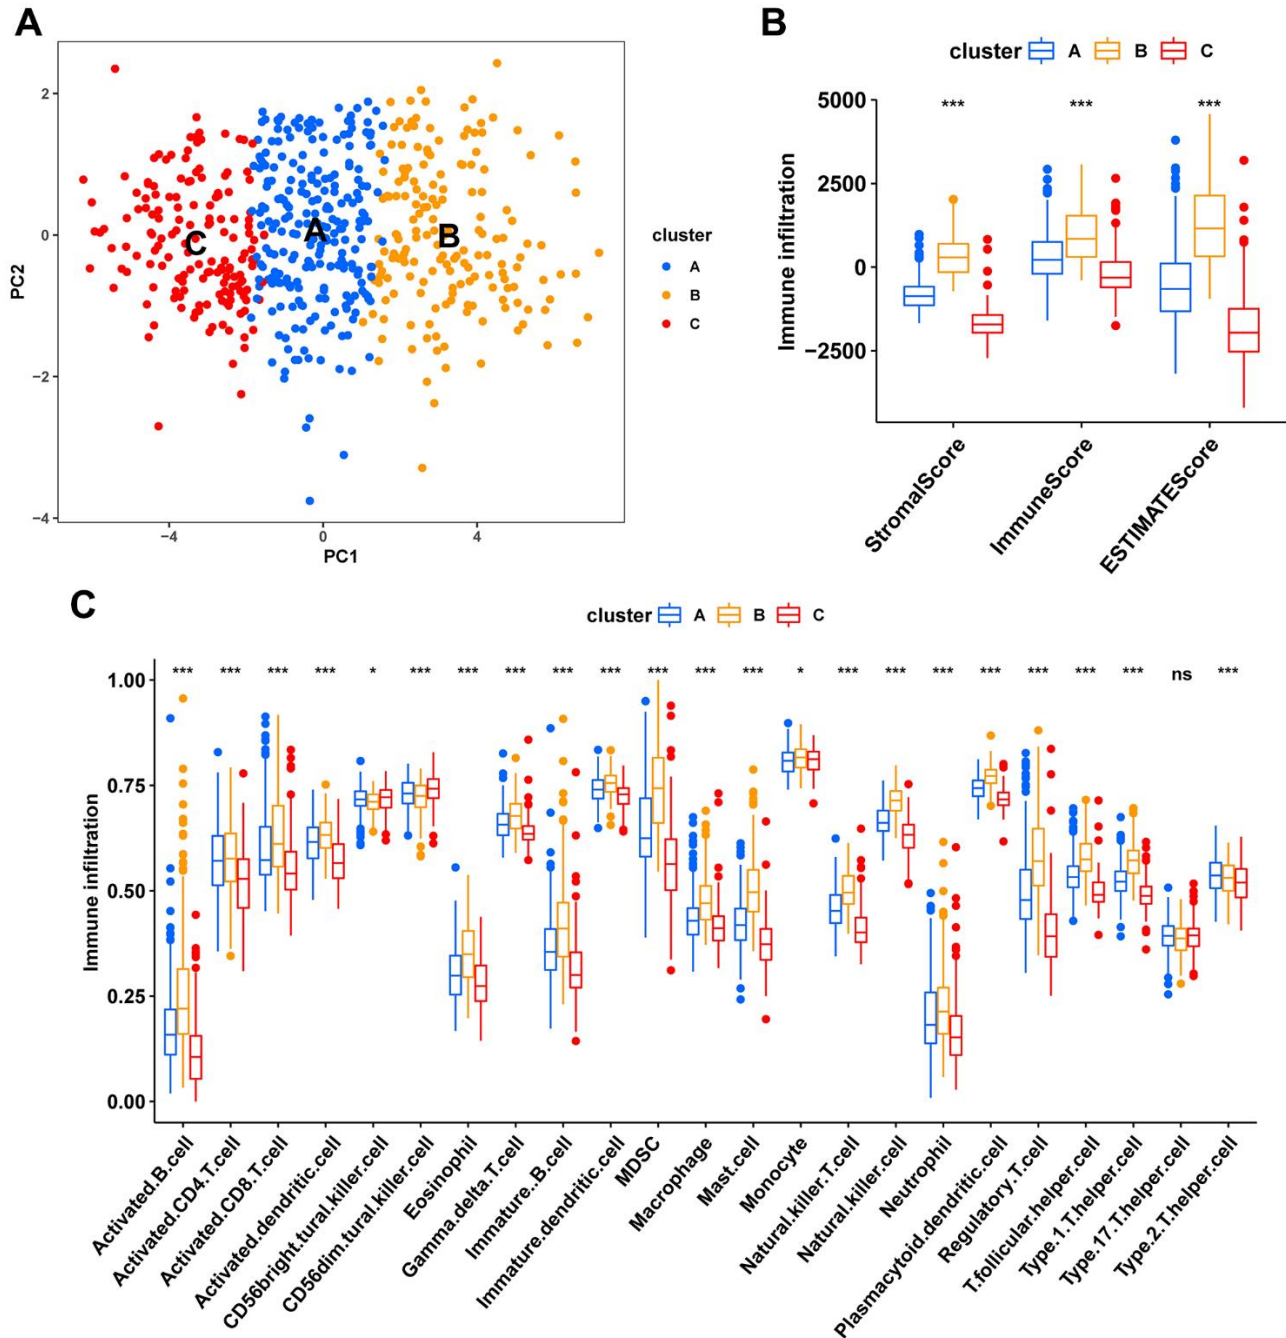 A
2
0
−2
−4
PC2
C
A
B
−4
0
4
PC1
cluster
A
B
C
B
cluster A B C
5000
2500
0
−2500
Immune infiltration
*** *** ***
StromalScore
ImmuneScore
ESTIMATEScore
C
cluster A B C
*** *** *** *** * *** *** *** *** *** *** *** *** * *** *** *** *** *** *** *** ns ***
1.00
0.75
0.50
0.25
0.00
Immune infiltration
Activated.B.cell
Activated.CD4.T.cell
Activated.CD8.T.cell
Activated.dendritic.cell
CD56bright.tural.killer.cell
CD56dim.tural.killer.cell
Eosinophil
Gamma.delta.T.cell
Immature..B.cell
Immature.dendritic.cell
MDSC
Macrophage
Mast.cell
Monocyte
Natural.killer.T.cell
Natural.killer.cell
Neutrophil
Plasmacytoid.dendritic.cell
Regulatory.T.cell
T.follicular.helper.cell
Type.1.T.helper.cell
Type.17.T.helper.cell
Type.2.T.helper.cell